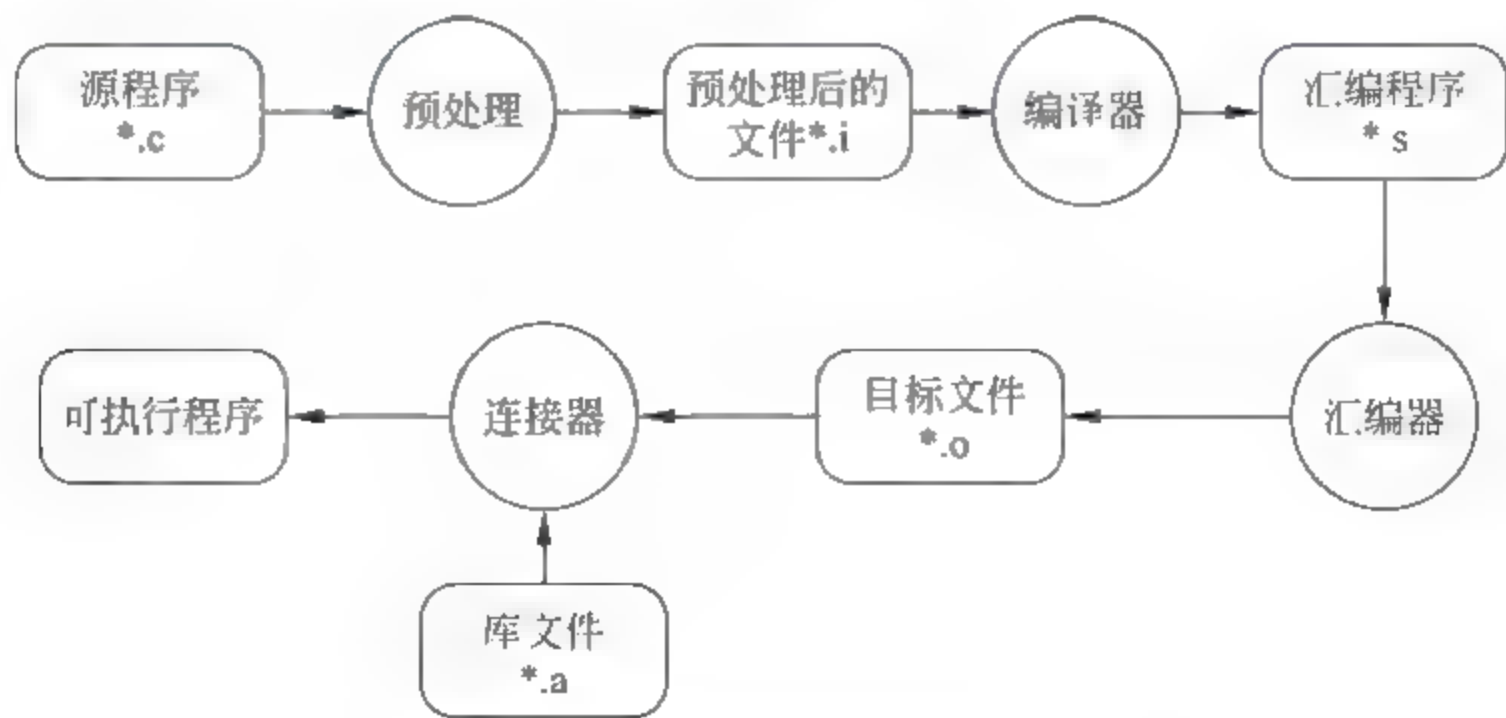 源程序
*.c
预处理
预处理后的
文件*.i
编译器
汇编程序
* s
汇编器
目标文件
*.o
连接器
可执行程序
库文件
*.a